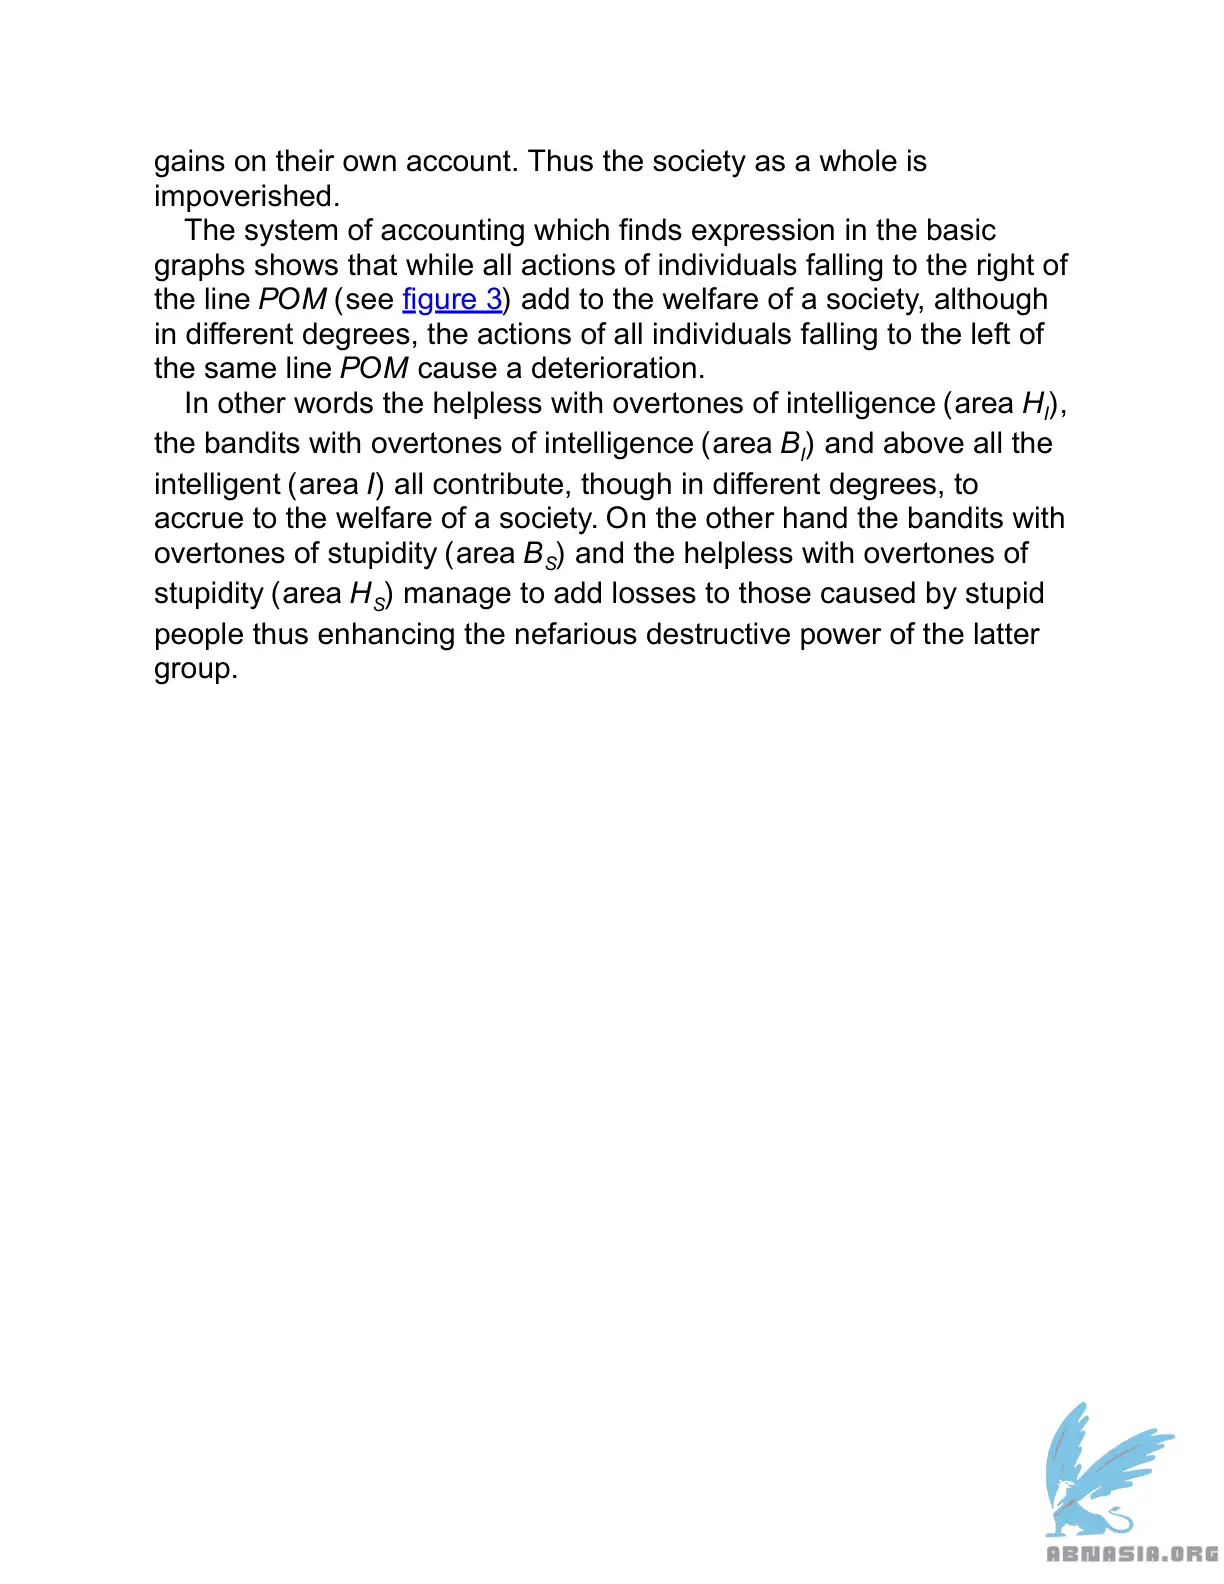 gains on their own account. Thus the society as a whole is
impoverished.
The system of accounting which finds expression in the basic
graphs shows that while all actions of individuals falling to the right of
the line POM (see figure 3) add to the welfare of a society, although
in different degrees, the actions of all individuals falling to the left of
the same line POM cause a deterioration.
In other words the helpless with overtones of intelligence (area HI),
the bandits with overtones of intelligence (area BI) and above all the
intelligent (area I) all contribute, though in different degrees, to
accrue to the welfare of a society. On the other hand the bandits with
overtones of stupidity (area BS) and the helpless with overtones of
stupidity (area HS) manage to add losses to those caused by stupid
people thus enhancing the nefarious destructive power of the latter
group.
ABNASIA.ORG